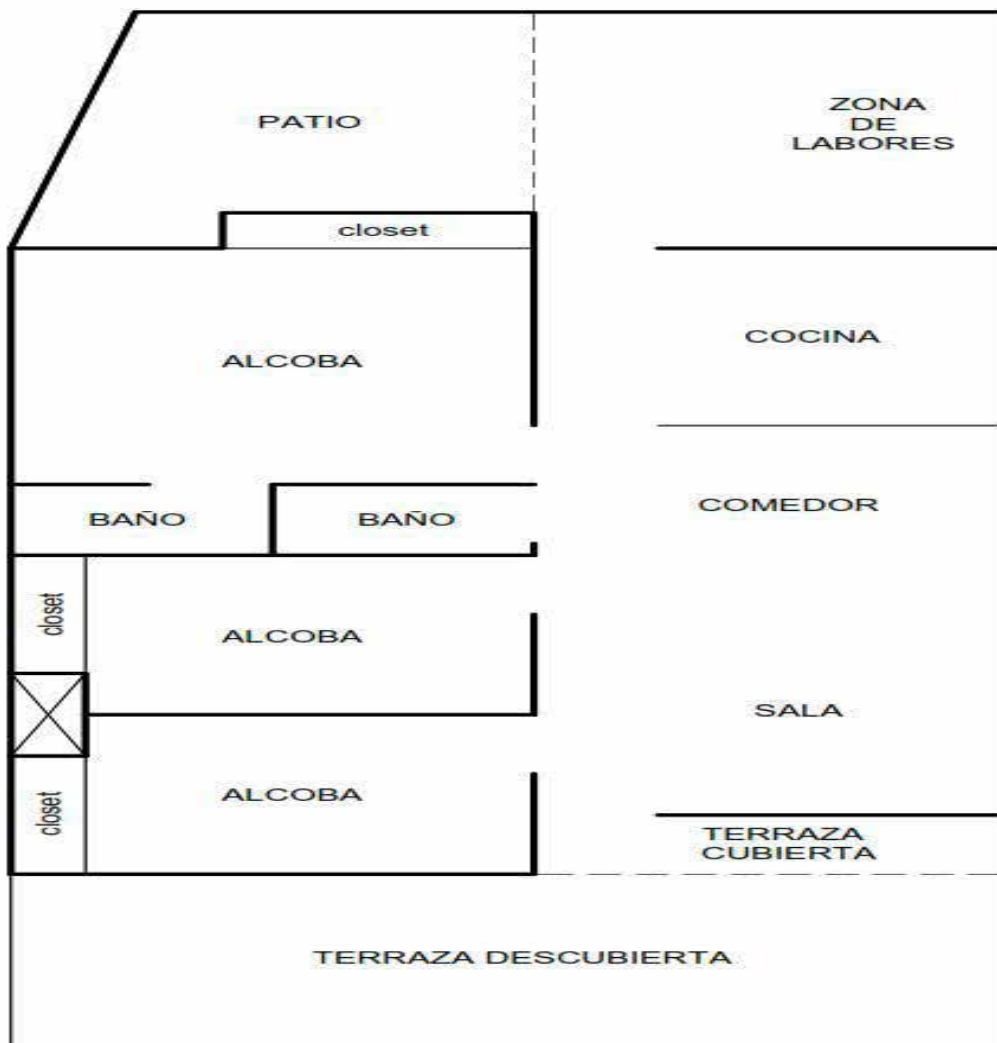 PATIO
ZONA
DE
LABORES
closet
COCINA
ALCOBA
COMEDOR
BAÑO
BAÑO
closet
ALCOBA
SALA
closet
ALCOBA
TERRAZA
CUBIERTA
TERRAZA DESCUBIERTA